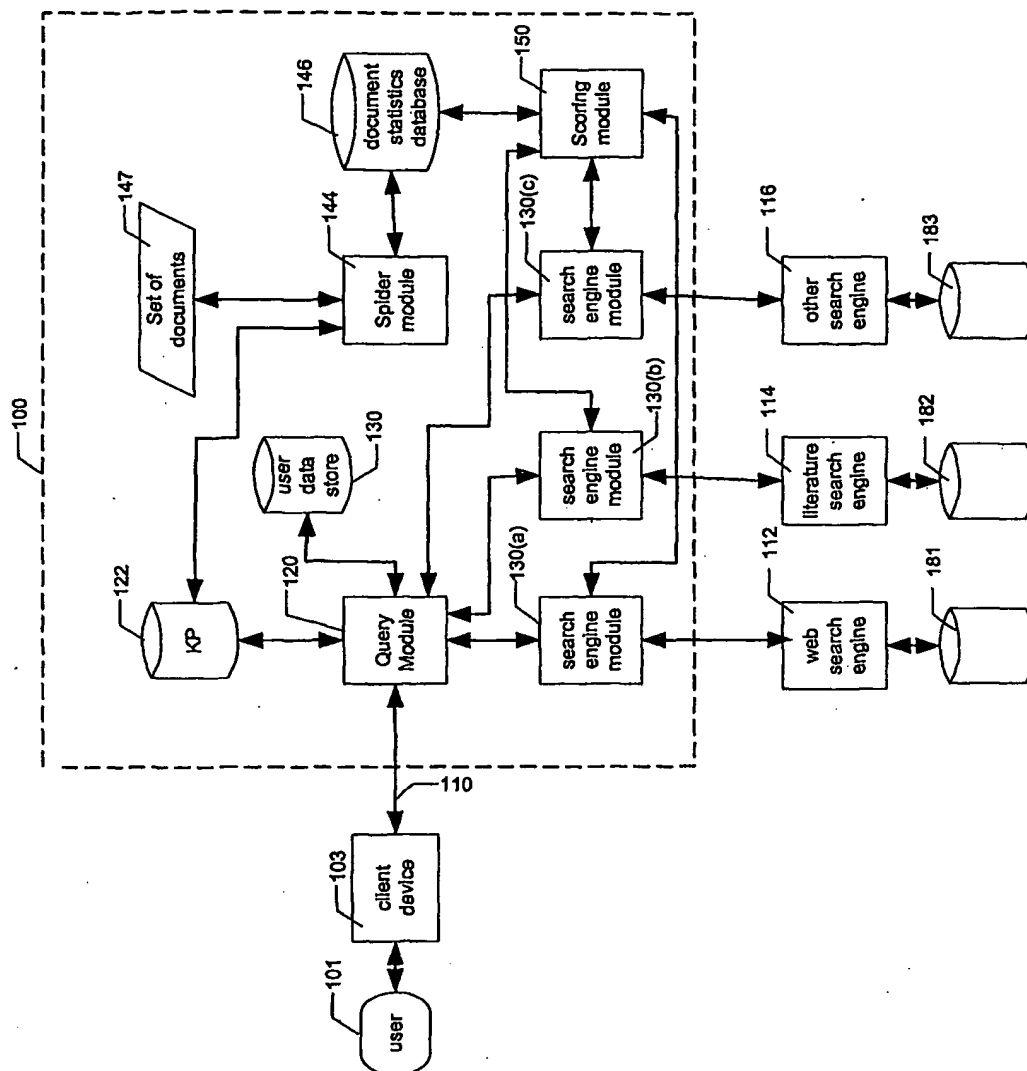 100
147
Set of
documents
122
KP
144
Spider
module
146
document
statistics
database
130
user
data
store
120
Query
Module
150
Scoring
module
130(c)
search
engine
module
130(b)
search
engine
module
130(a)
search
engine
module
110
103
client
device
101
user
112
web
search
engine
181
114
literature
search
engine
182
116
other
search
engine
183